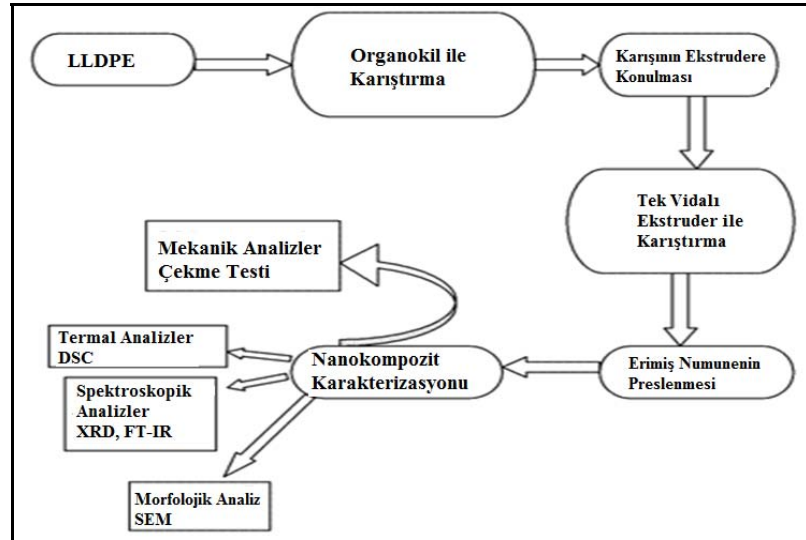 LLDPE
Organokil ile
Karıştırma
Karışının Ekstrudere
Konulması
Tek Vidalı
Ekstruder ile
Karıştırma
Erimiş Numunenin
Preslenmesi
Nanokompozit
Karakterizasyonu
Mekanik Analizler
Çekme Testi
Termal Analizler
DSC
Spektroskopik
Analizler
XRD, FT-IR
Morfolojik Analiz
SEM